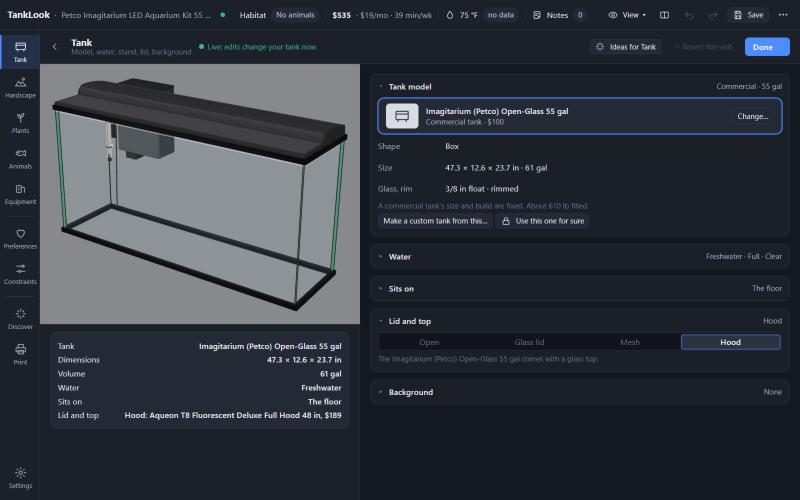 TankLook · Petco Imagitarium LED Aquarium Kit 55 ... Habitat No animals $535 · $19/mo · 39 min/wk 75 °F no data Notes 0 View Save
Tank
Model, water, stand, lid, background
Live: edits change your tank now
Ideas for Tank
Revert this visit
Done
Tank
Hardscape
Plants
Animals
Equipment
Preferences
Constraints
Discover
Print
Settings
Tank Imagitarium (Petco) Open-Glass 55 gal
Dimensions 47.3 × 12.6 × 23.7 in
Volume 61 gal
Water Freshwater
Sits on The floor
Lid and top Hood: Aqueon T8 Fluorescent Deluxe Full Hood 48 in, $189
Tank model Commercial · 55 gal
Imagitarium (Petco) Open-Glass 55 gal
Commercial tank · $100
Change...
Shape Box
Size 47.3 × 12.6 × 23.7 in · 61 gal
Glass, rim 3/8 in float · rimmed
A commercial tank's size and build are fixed. About 610 lb filled.
Make a custom tank from this... Use this one for sure
Water Freshwater · Full · Clear
Sits on The floor
Lid and top Hood
Open Glass lid Mesh Hood
The Imagitarium (Petco) Open-Glass 55 gal comes with a glass top.
Background None